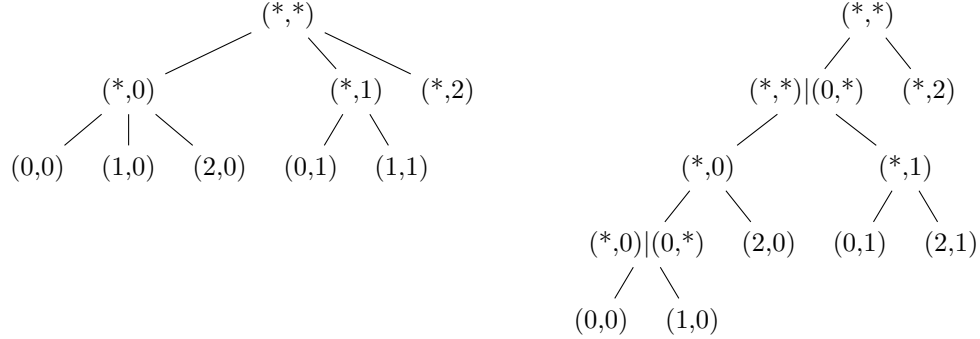 (*,*)
(*,0) (*,1) (*,2)
(0,0) (1,0) (2,0) (0,1) (1,1)
(*,*)
(*,*)|(0,*) (*,2)
(*,0) (*,1)
(*,0)|(0,*) (2,0) (0,1) (2,1)
(0,0) (1,0)